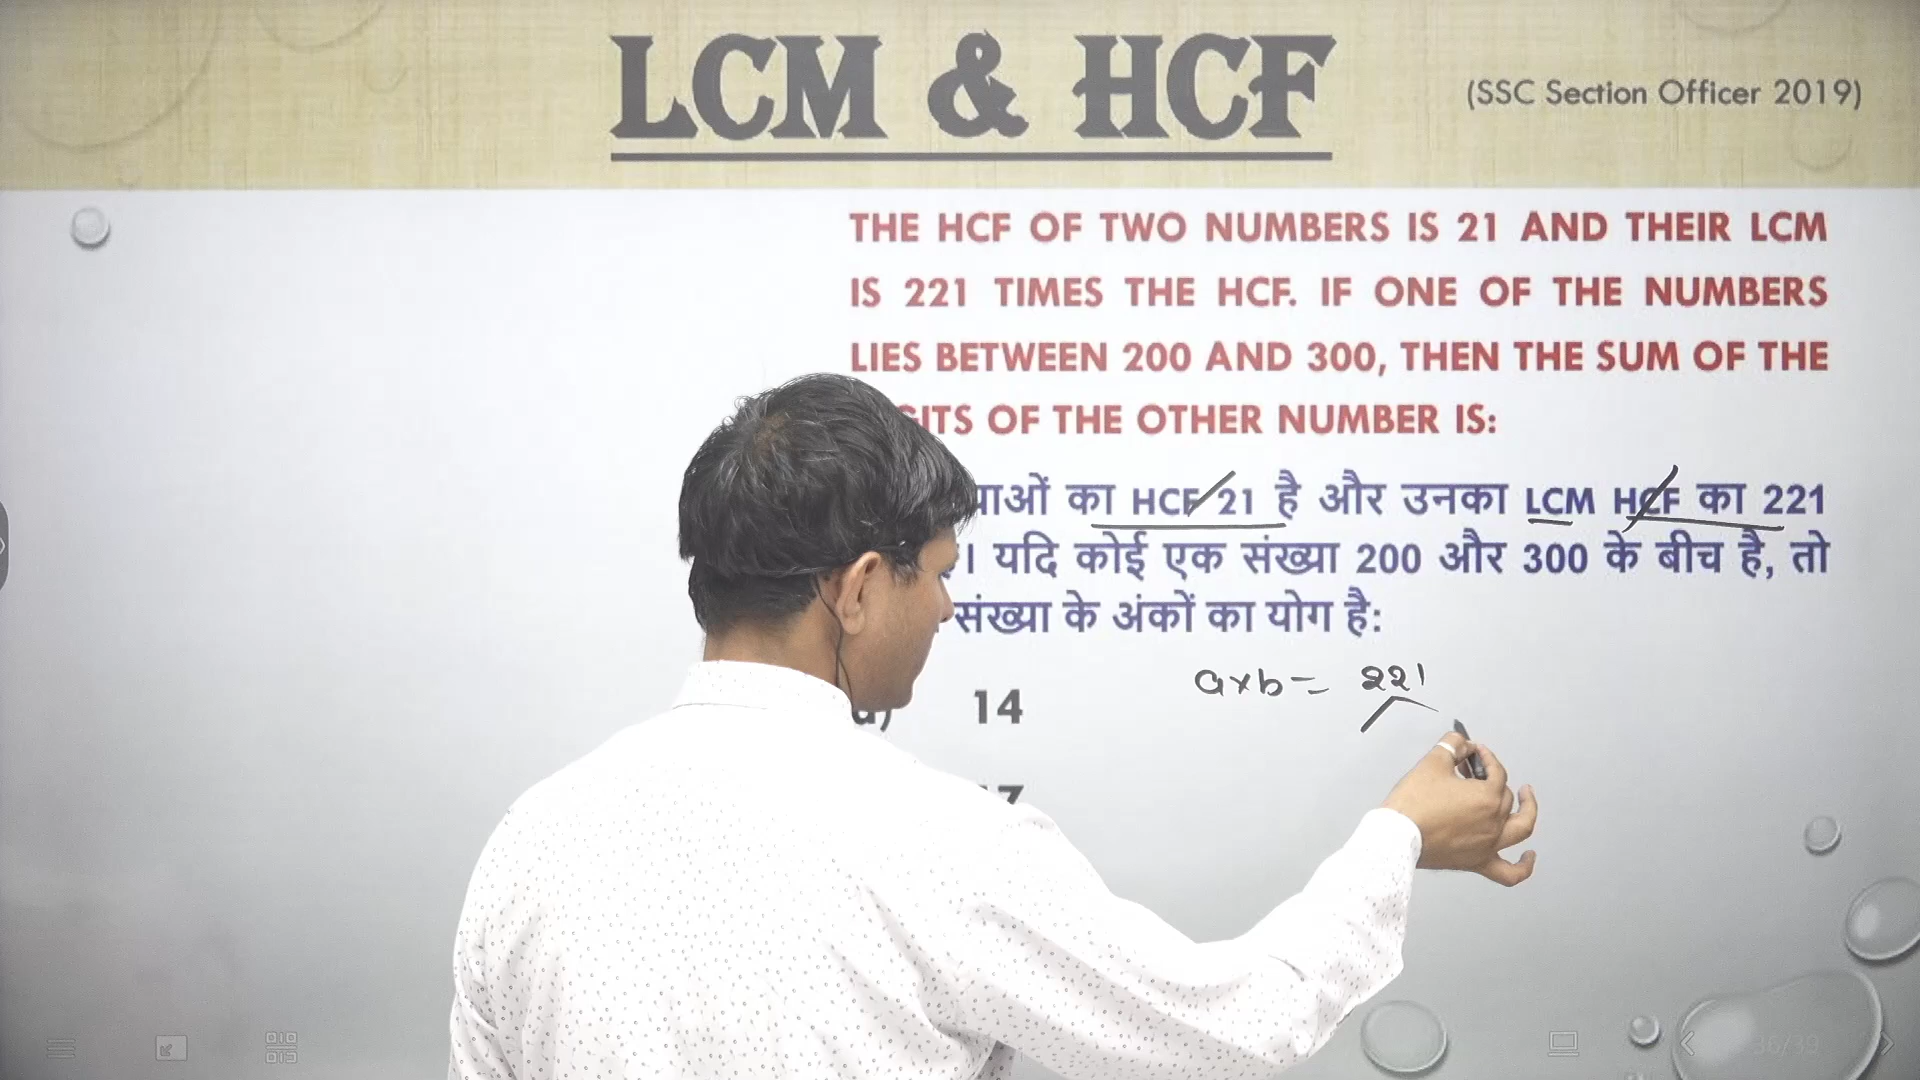 LCM & HCF
(SSC Section Officer 2019)
THE HCF OF TWO NUMBERS IS 21 AND THEIR LCM
IS 221 TIMES THE HCF. IF ONE OF THE NUMBERS
LIES BETWEEN 200 AND 300, THEN THE SUM OF THE
OF THE OTHER NUMBER IS:
का HCF 21 है और उनका LCM HCF का 221
। यदि कोई एक संख्या 200 और 300 के बीच है, तो
संख्या के अंकों का योग है:
a×b = 221
14
36/39